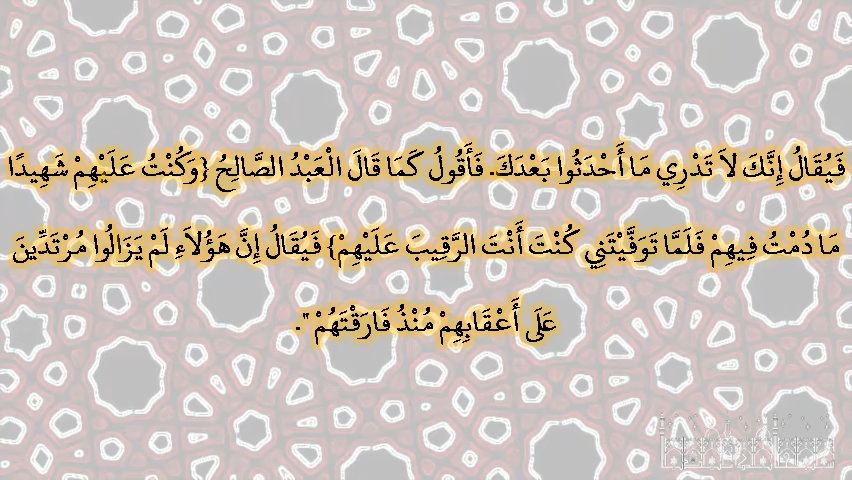 فَيُقَالُ إِنَّكَ لاَ تَدْرِي مَا أَحْدَثُوا بَعْدَكَ. فَأَقُولُ كَمَا قَالَ الْعَبْدُ الصَّالِحُ {وَكُنْتُ عَلَيْهِمْ شَهِيدًا
مَا دُمْتُ فِيهِمْ فَلَمَّا تَوَفَّيْتَنِي كُنْتَ أَنْتَ الرَّقِيبَ عَلَيْهِمْ} فَيُقَالُ إِنَّ هَؤُلاَءِ لَمْ يَزَالُوا مُرْتَدِّينَ
عَلَى أَعْقَابِهِمْ مُنْذُ فَارَقْتَهُمْ ".